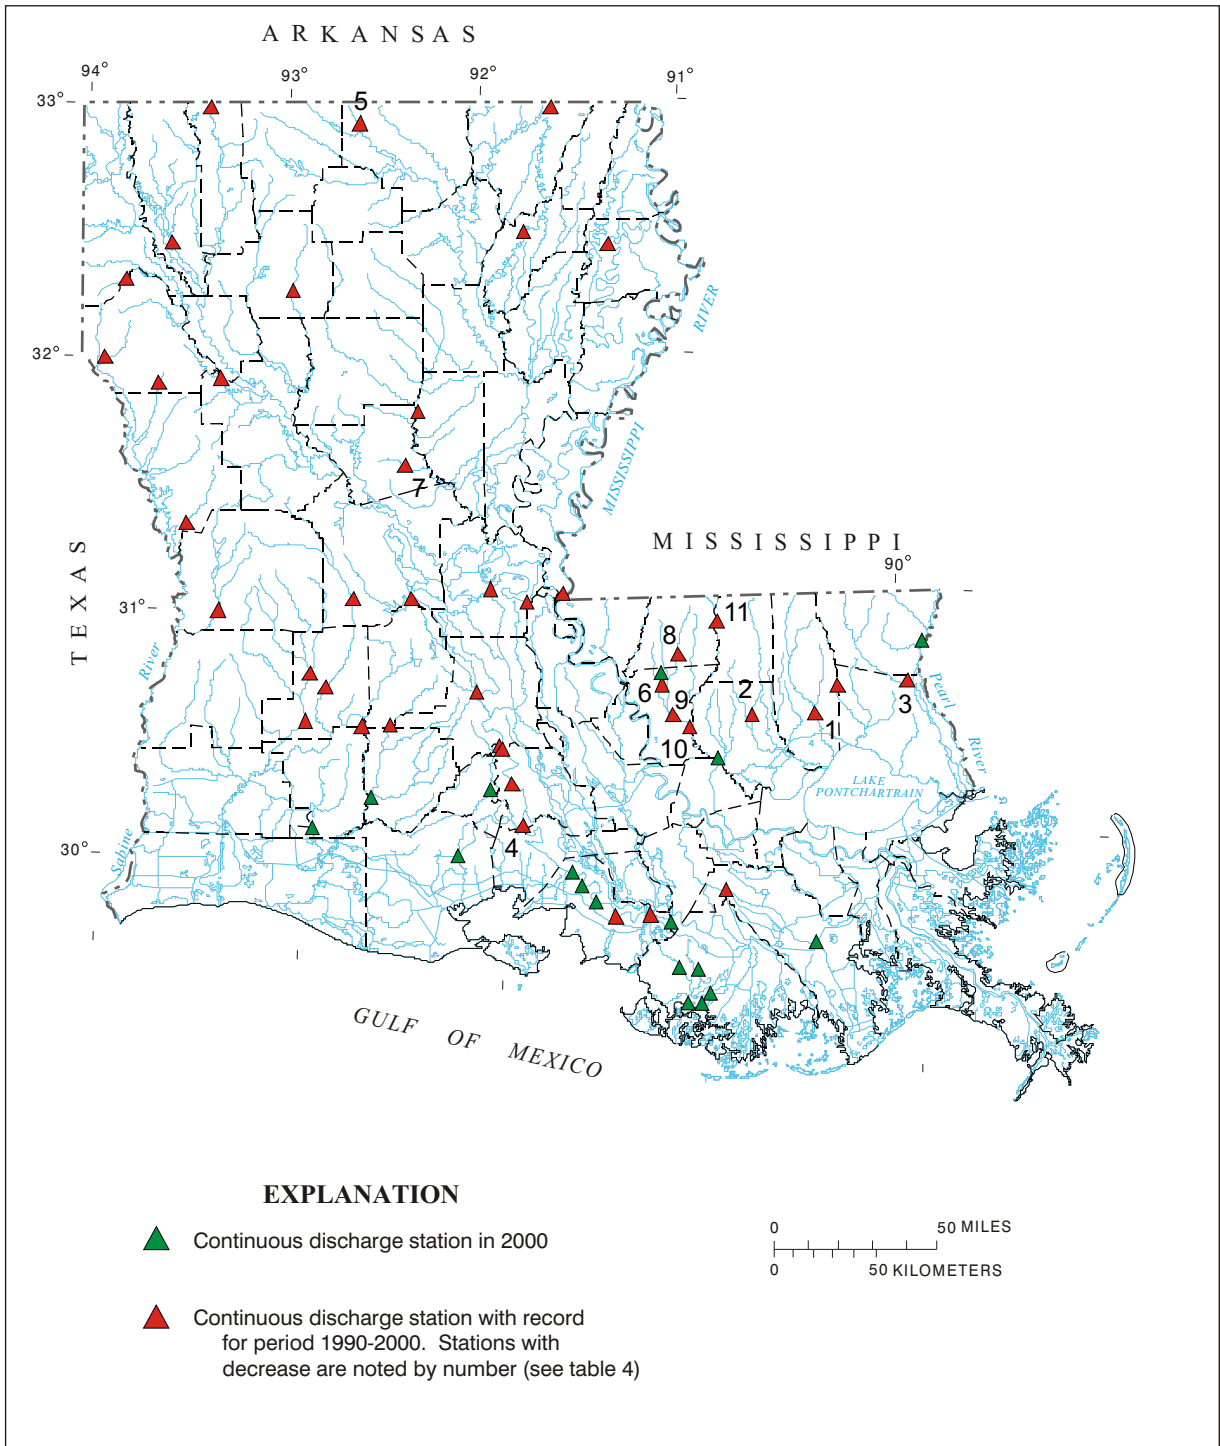 A R K A N S A S
94°
93°
92°
91°
33°
5
RIVER
32°
MISSISSIPPI
7
M I S S I S S I P P I
90°
T E X A S
31°
11
8
River
6
9
2
3
Pearl
10
1
River
LAKE
PONTCHARTRAIN
Sabine
30°
4
GULF OF MEXICO
EXPLANATION
Continuous discharge station in 2000
0 50 MILES
0 50 KILOMETERS
Continuous discharge station with record
for period 1990-2000. Stations with
decrease are noted by number (see table 4)